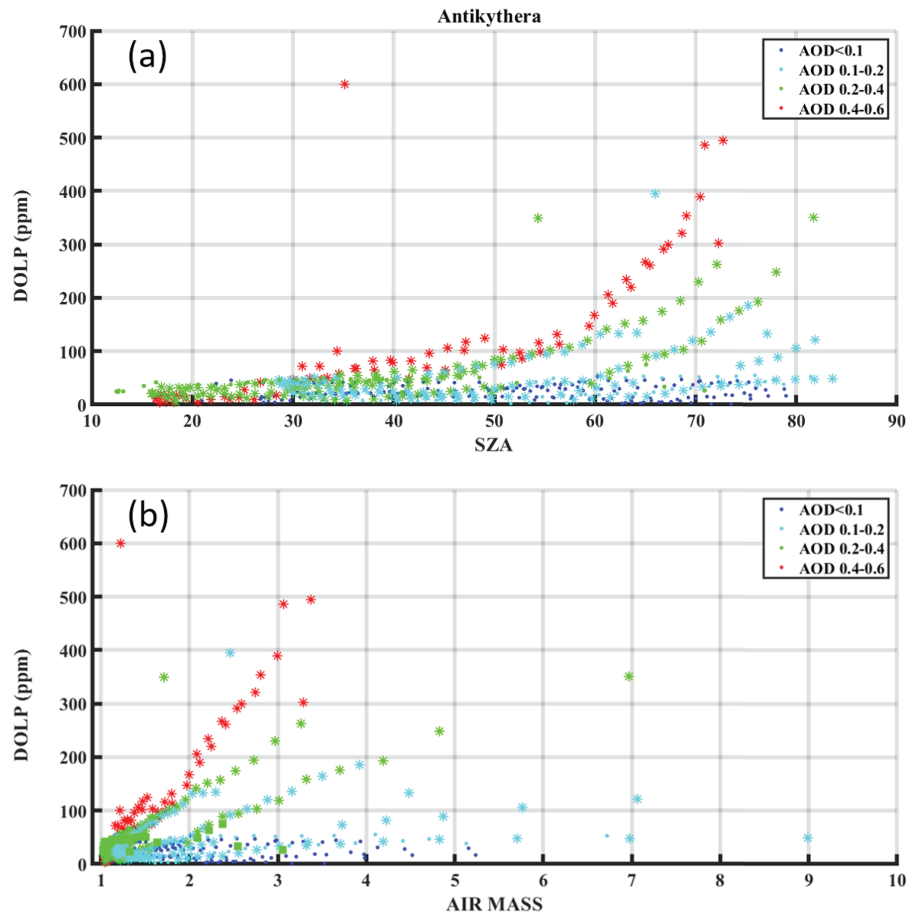 Antikythera
(a)
AOD<0.1
AOD 0.1-0.2
AOD 0.2-0.4
AOD 0.4-0.6
700
600
500
400
300
200
100
0
DOLP (ppm)
10 20 30 40 50 60 70 80 90
SZA
(b)
AOD<0.1
AOD 0.1-0.2
AOD 0.2-0.4
AOD 0.4-0.6
700
600
500
400
300
200
100
0
DOLP (ppm)
1 2 3 4 5 6 7 8 9 10
AIR MASS